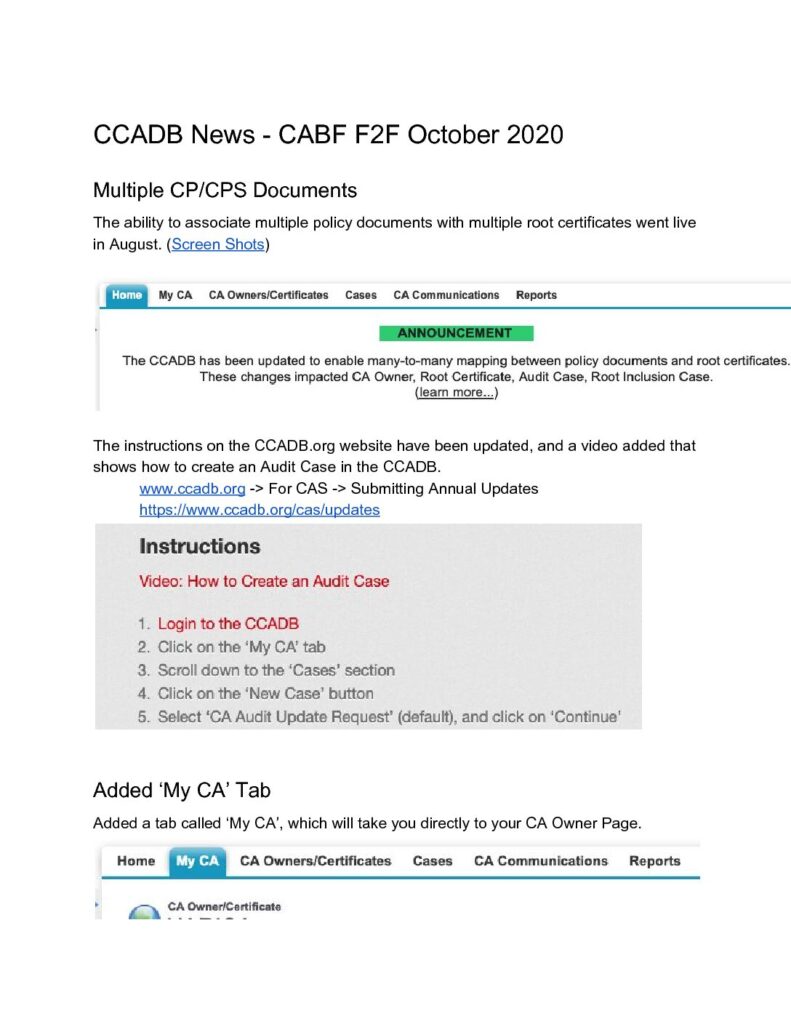 CCADB News - CABF F2F October 2020
Multiple CP/CPS Documents
The ability to associate multiple policy documents with multiple root certificates went live
in August. (Screen Shots)
Home My CA CA Owners/Certificates Cases CA Communications Reports
ANNOUNCEMENT
The CCADB has been updated to enable many-to-many mapping between policy documents and root certificates.
These changes impacted CA Owner, Root Certificate, Audit Case, Root Inclusion Case.
(learn more...)
The instructions on the CCADB.org website have been updated, and a video added that
shows how to create an Audit Case in the CCADB.
www.ccadb.org -> For CAS -> Submitting Annual Updates
https://www.ccadb.org/cas/updates
Instructions
Video: How to Create an Audit Case
1. Login to the CCADB
2. Click on the ‘My CA’ tab
3. Scroll down to the ‘Cases’ section
4. Click on the ‘New Case’ button
5. Select ‘CA Audit Update Request’ (default), and click on ‘Continue’
Added ‘My CA’ Tab
Added a tab called ‘My CA’, which will take you directly to your CA Owner Page.
Home My CA CA Owners/Certificates Cases CA Communications Reports
CA Owner/Certificate